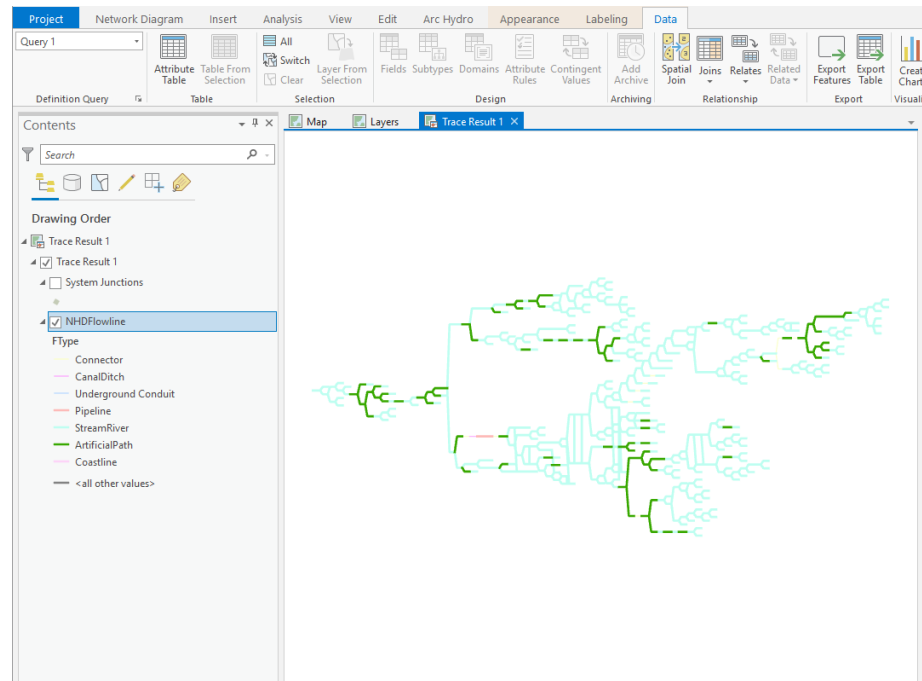 Project Network Diagram Insert Analysis View Edit Arc Hydro Appearance Labeling Data
Query 1
Definition Query
Attribute Table
Table From Selection
Table
All
Switch
Clear
Layer From Selection
Selection
Fields
Subtypes
Domains
Attribute Rules
Contingent Values
Design
Add Archive
Archiving
Spatial Join
Joins
Relates
Related Data
Relationship
Export Features
Export Table
Export
Creat
Chart
Visuali
Contents
Search
Drawing Order
Trace Result 1
Trace Result 1
System Junctions
NHDFlowline
FType
Connector
CanalDitch
Underground Conduit
Pipeline
StreamRiver
ArtificialPath
Coastline
<all other values>
Map Layers Trace Result 1